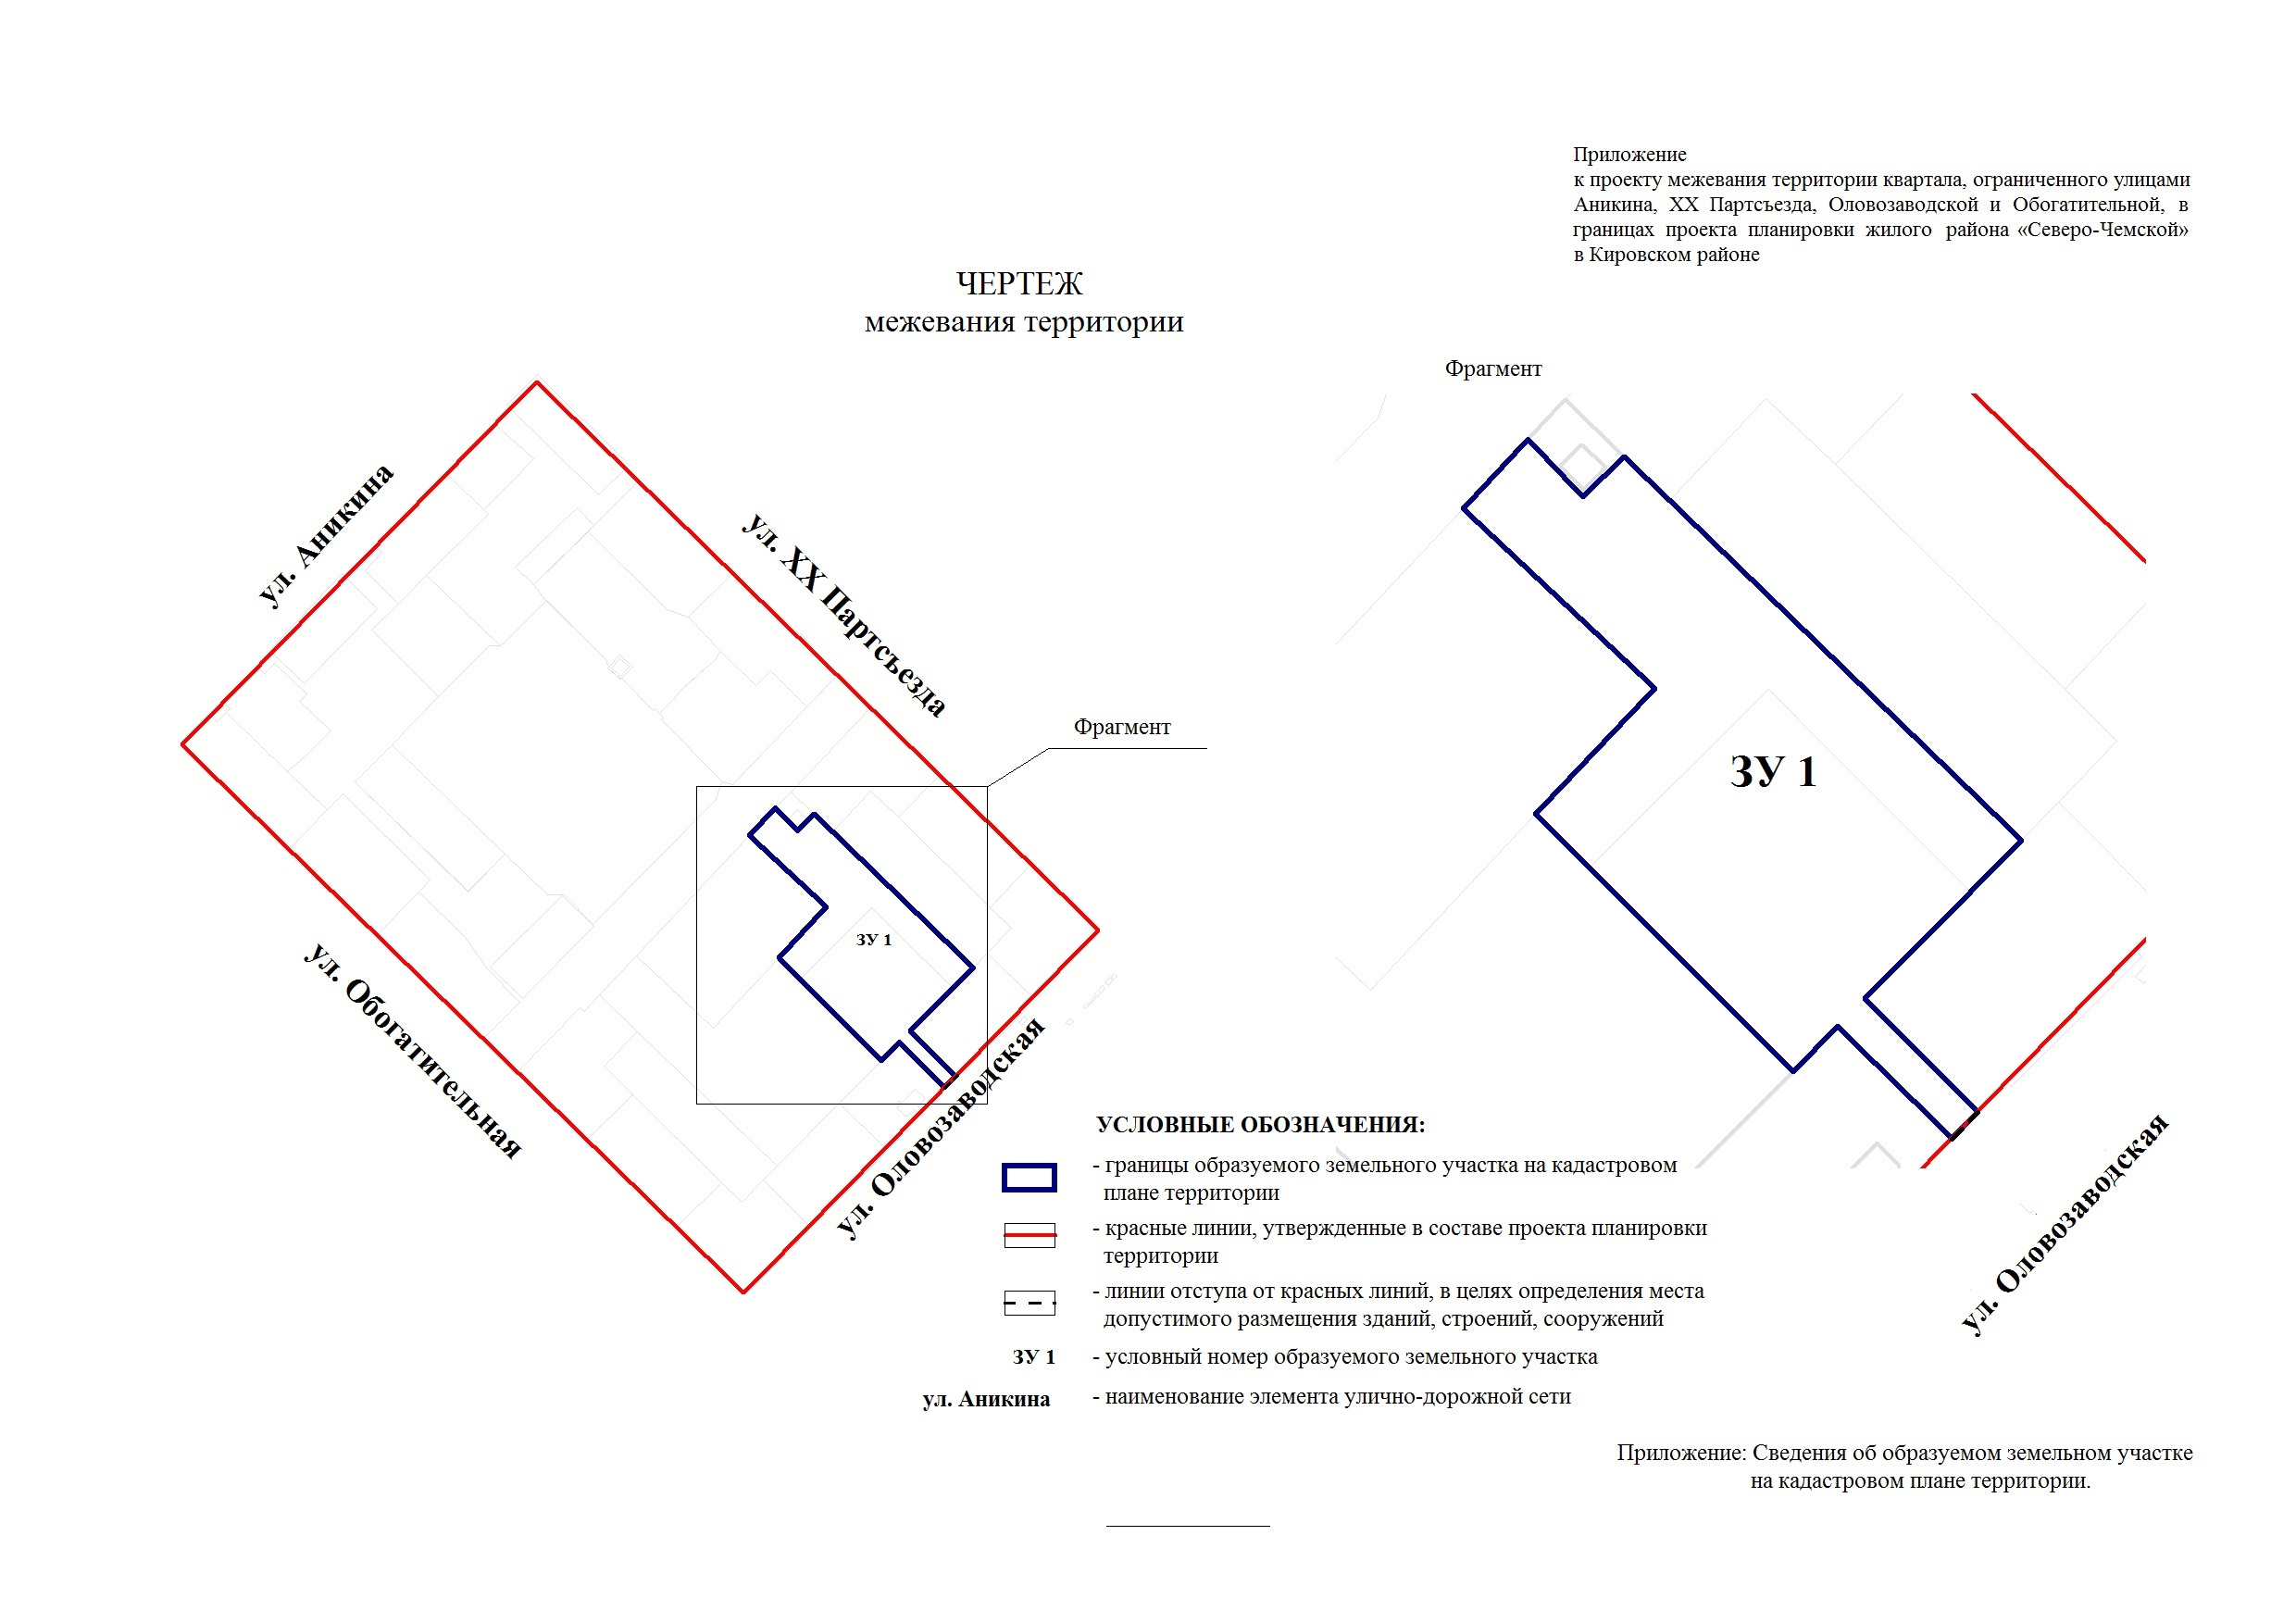 Приложение
к проекту межевания территории квартала, ограниченного улицами
Аникина, XX Партсъезда, Оловозаводской и Обогатительной, в
границах проекта планировки жилого района «Северо-Чемской»
в Кировском районе
ЧЕРТЕЖ
межевания территории
Фрагмент
ул. Аникина
ул. XX Партсъезда
Фрагмент
ЗУ 1
ЗУ 1
ул. Обогатительная
ул. Оловозаводская
ул. Оловозаводская
УСЛОВНЫЕ ОБОЗНАЧЕНИЯ:
- границы образуемого земельного участка на кадастровом
плане территории
- красные линии, утвержденные в составе проекта планировки
территории
- линии отступа от красных линий, в целях определения места
допустимого размещения зданий, строений, сооружений
ЗУ 1 - условный номер образуемого земельного участка
ул. Аникина - наименование элемента улично-дорожной сети
Приложение: Сведения об образуемом земельном участке
на кадастровом плане территории.